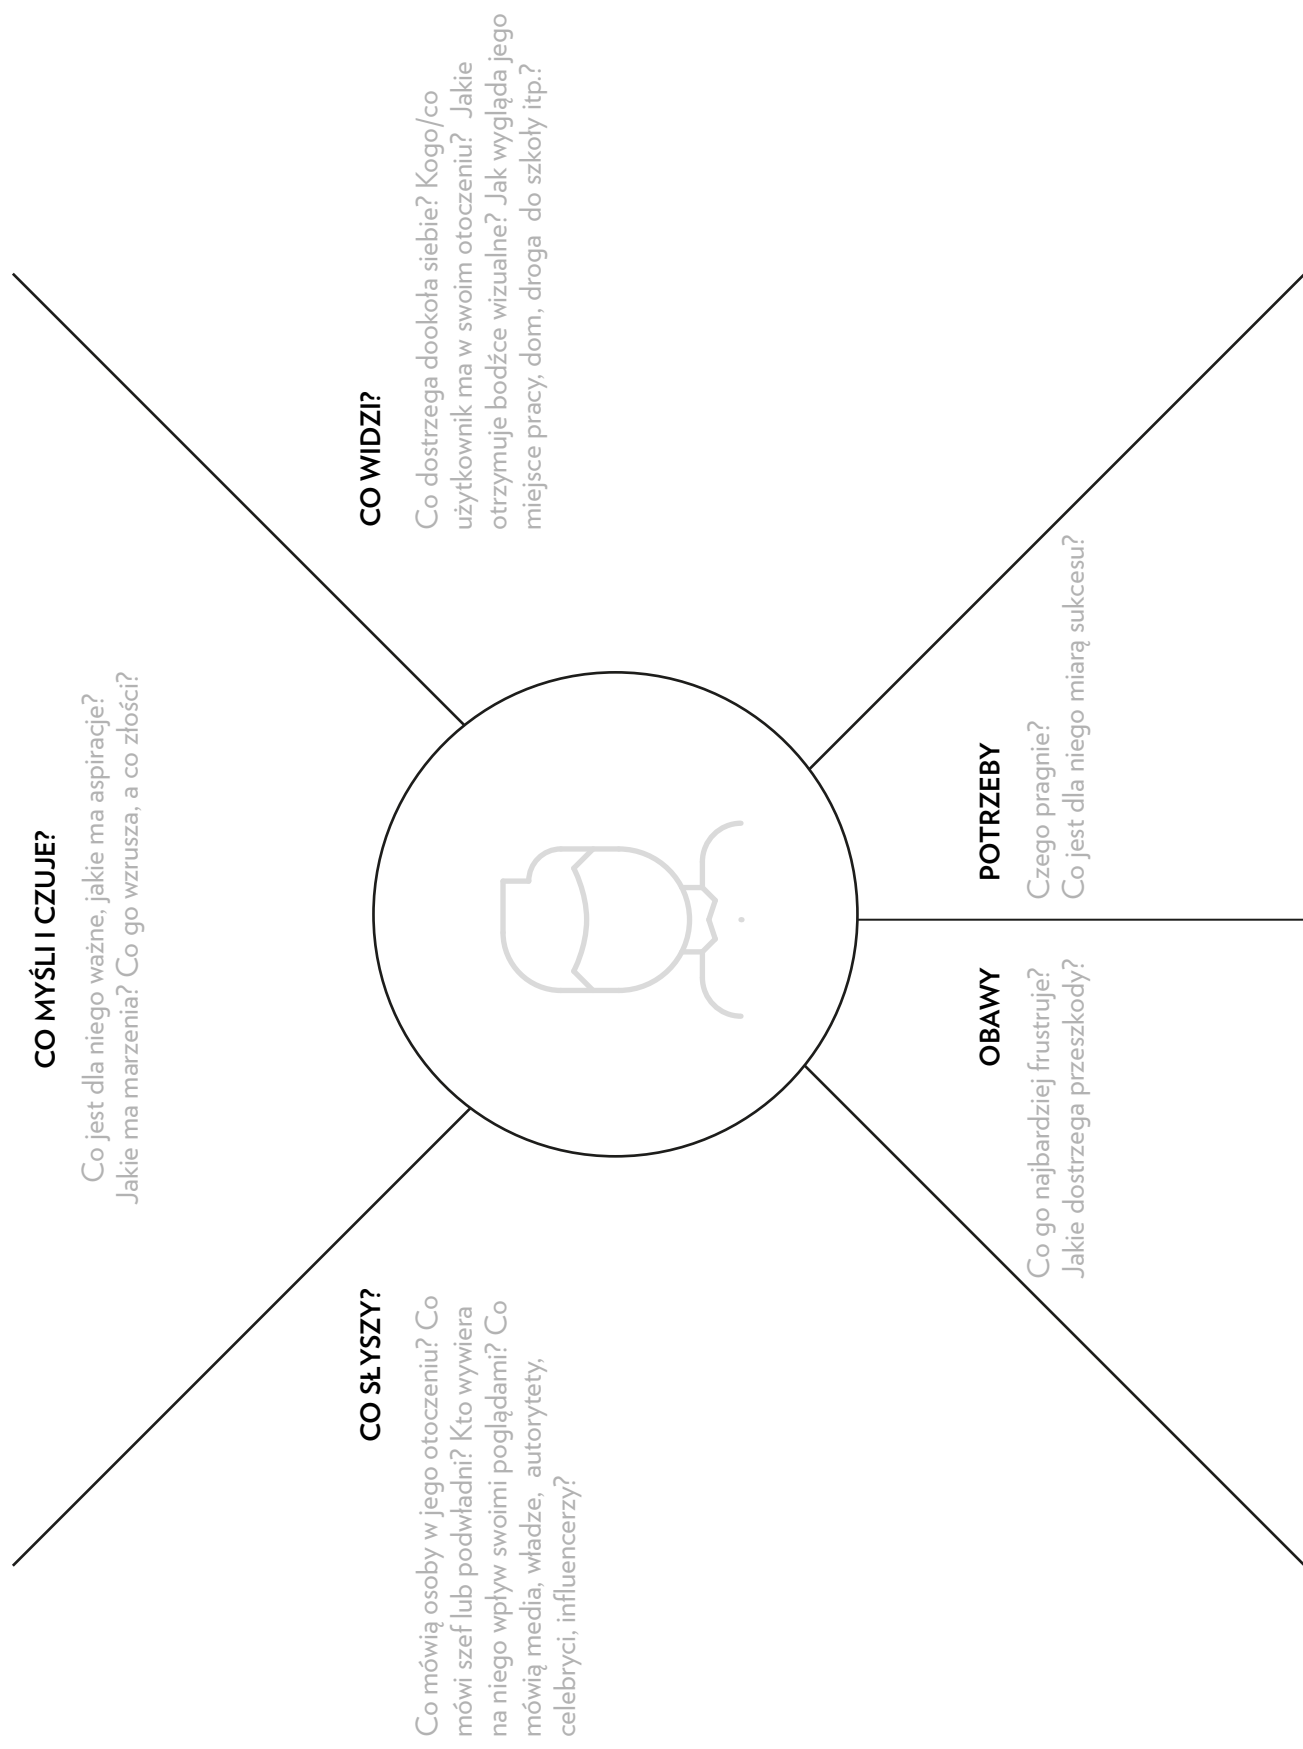 CO MYŚLI I CZUJE?
Co jest dla niego ważne, jakie ma aspiracje?
Jakie ma marzenia? Co go wzrusza, a co złości?
CO SŁYSZY?
Co mówią osoby w jego otoczeniu? Co
mówi szef lub podwładni? Kto wywiera
na niego wpływ swoimi poglądami? Co
mówią media, władze, autorytety,
celebryci, influencerzy?
CO WIDZI?
Co dostrzega dookoła siebie? Kogo/co
użytkownik ma w swoim otoczeniu? Jakie
otrzymuje bodźce wizualne? Jak wygląda jego
miejsce pracy, dom, droga do szkoły itp.?
OBAWY
Co go najbardziej frustruje?
Jakie dostrzega przeszkody?
POTRZEBY
Czego pragnie?
Co jest dla niego miarą sukcesu?